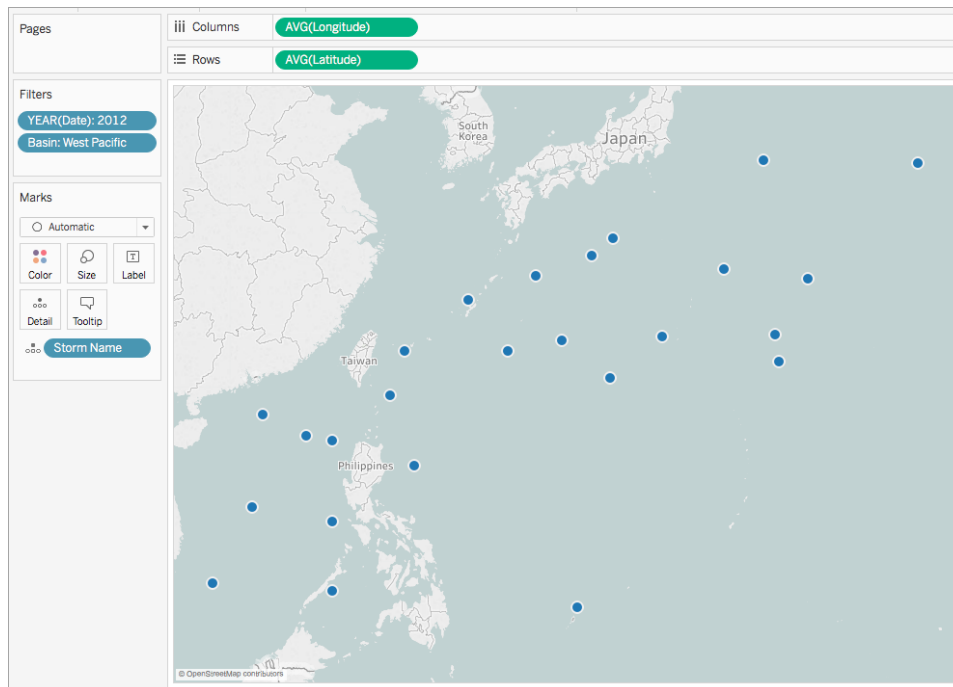 Pages
Columns
AVG(Longitude)
Rows
AVG(Latitude)
Filters
YEAR(Date): 2012
Basin: West Pacific
Marks
Automatic
Color
Size
Label
Detail
Tooltip
Storm Name
South
Korea
Japan
Taiwan
Philippines
© OpenStreetMap contributors